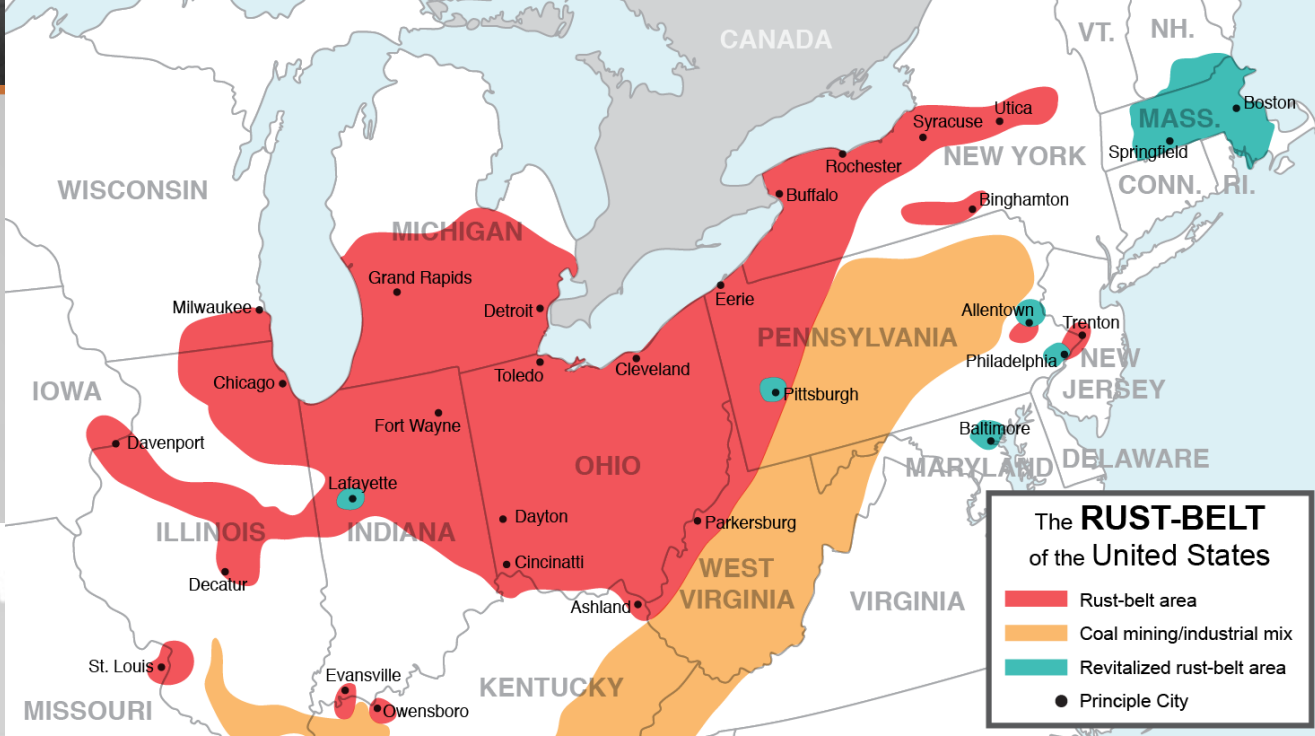 CANADA
VT.
NH.
Boston
MASS.
Utica
Syracuse
Springfield
NEW YORK
Rochester
CONN.
RI.
WISCONSIN
Buffalo
Binghamton
MICHIGAN
Grand Rapids
Eerie
Milwaukee
Detroit
Allentown
Trenton
PENNSYLVANIA
Philadelphia
NEW
JERSEY
Toledo
Cleveland
Chicago
IOWA
Pittsburgh
Fort Wayne
Baltimore
Davenport
MARYLAND
DELAWARE
OHIO
Lafayette
Dayton
Parkersburg
ILLINOIS
INDIANA
Cincinatti
WEST
VIRGINIA
Decatur
Ashland
VIRGINIA
St. Louis
Evansville
KENTUCKY
Owensboro
MISSOURI
The RUST-BELT
of the United States
Rust-belt area
Coal mining/industrial mix
Revitalized rust-belt area
Principle City